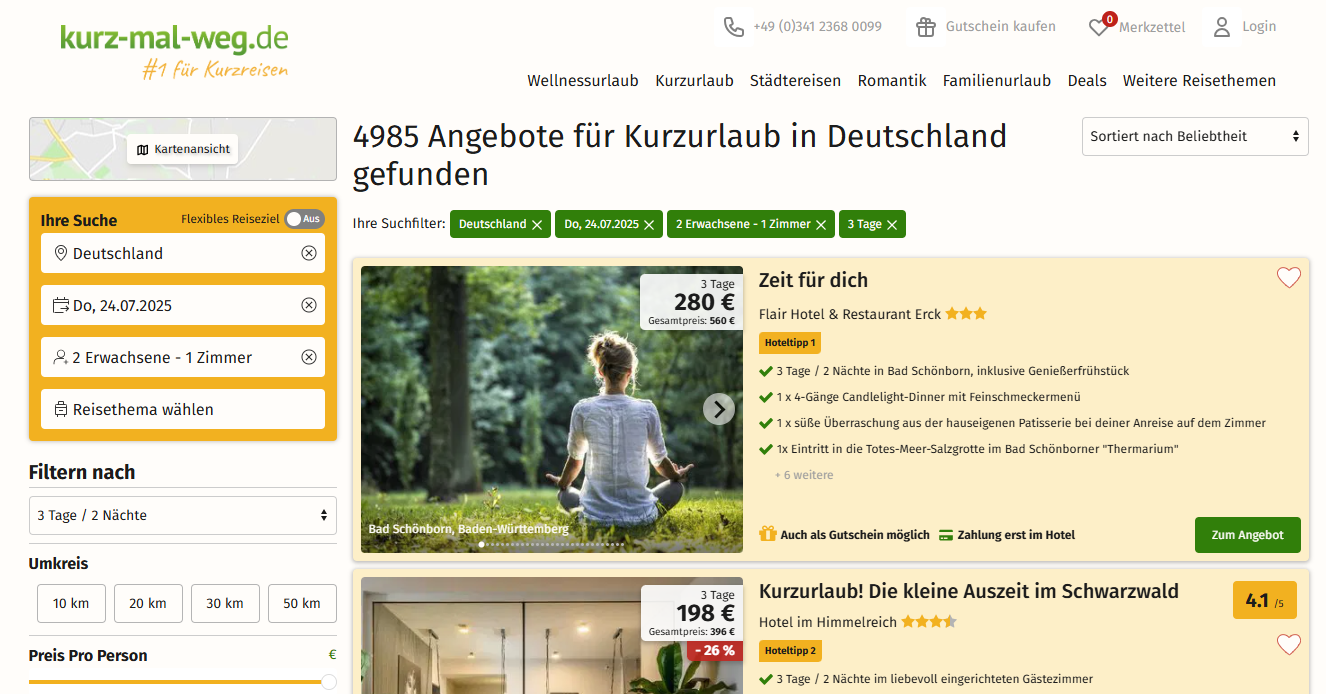 kurz-mal-weg.de
#1 für Kurzreisen
+49 (0)341 2368 0099
Gutschein kaufen
0
Merkzettel
Login
Wellnessurlaub Kurzurlaub Städtereisen Romantik Familienurlaub Deals Weitere Reisethemen
Kartenansicht
Ihre Suche
Flexibles Reiseziel Aus
Deutschland
Do, 24.07.2025
2 Erwachsene - 1 Zimmer
Reisethema wählen
Filtern nach
3 Tage / 2 Nächte
Umkreis
10 km 20 km 30 km 50 km
Preis Pro Person €
4985 Angebote für Kurzurlaub in Deutschland
gefunden
Sortiert nach Beliebtheit
Ihre Suchfilter: Deutschland Do, 24.07.2025 2 Erwachsene - 1 Zimmer 3 Tage
3 Tage
280 €
Gesamtpreis: 560 €
Bad Schönborn, Baden-Württemberg
Zeit für dich
Flair Hotel & Restaurant Erck
Hoteltipp 1
3 Tage / 2 Nächte in Bad Schönborn, inklusive Genießerfrühstück
1 x 4-Gänge Candlelight-Dinner mit Feinschmeckermenü
1 x süße Überraschung aus der hauseigenen Patisserie bei deiner Anreise auf dem Zimmer
1x Eintritt in die Totes-Meer-Salzgrotte im Bad Schönborner "Thermarium"
+ 6 weitere
Auch als Gutschein möglich Zahlung erst im Hotel
Zum Angebot
3 Tage
198 €
Gesamtpreis: 396 €
- 26 %
Kurzurlaub! Die kleine Auszeit im Schwarzwald
4.1 /5
Hotel im Himmelreich
Hoteltipp 2
3 Tage / 2 Nächte im liebevoll eingerichteten Gästezimmer